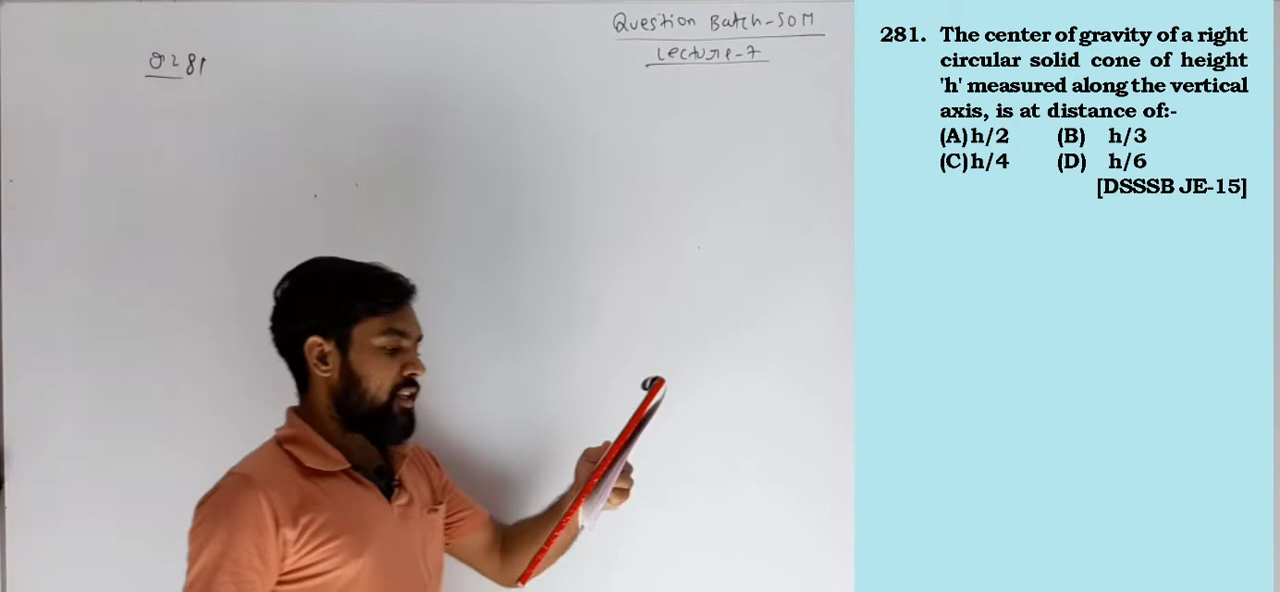 Question Batch-SOM
Lecture-7
Q281
281. The center of gravity of a right
circular solid cone of height
'h' measured along the vertical
axis, is at distance of:-
(A) h/2 (B) h/3
(C) h/4 (D) h/6
[DSSSB JE-15]